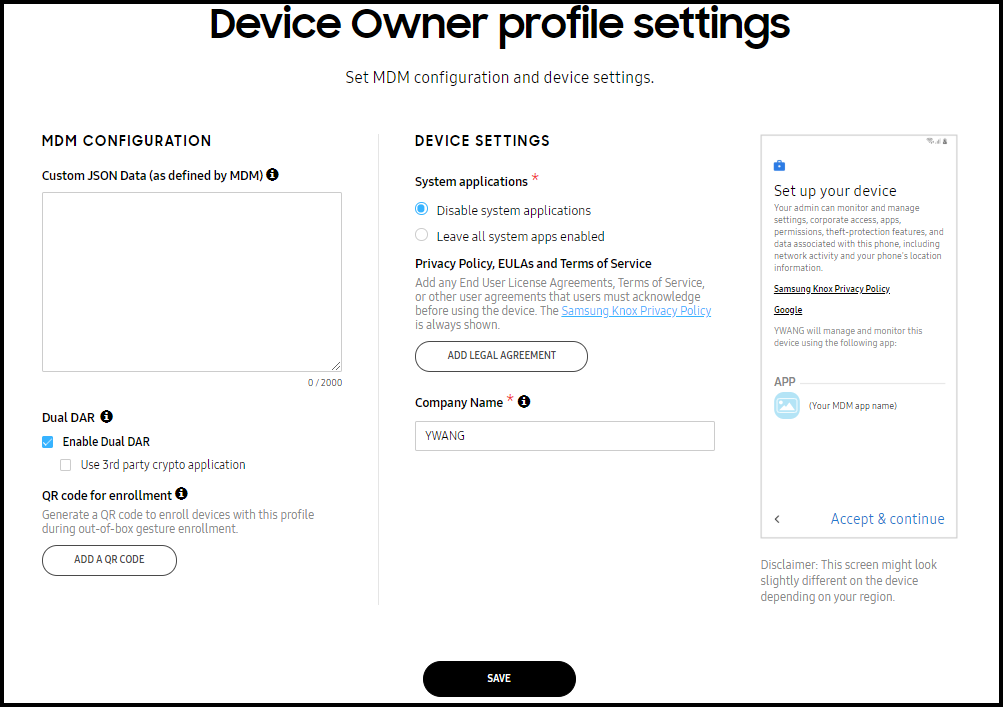 Device Owner profile settings
Set MDM configuration and device settings.
MDM CONFIGURATION
Custom JSON Data (as defined by MDM)
0 / 2000
Dual DAR
Enable Dual DAR
Use 3rd party crypto application
QR code for enrollment
Generate a QR code to enroll devices with this profile
during out-of-box gesture enrollment.
ADD A QR CODE
DEVICE SETTINGS
System applications *
Disable system applications
Leave all system apps enabled
Privacy Policy, EULAs and Terms of Service
Add any End User License Agreements, Terms of Service,
or other user agreements that users must acknowledge
before using the device. The Samsung Knox Privacy Policy
is always shown.
ADD LEGAL AGREEMENT
Company Name *
YWANG
Set up your device
Your admin can monitor and manage
settings, corporate access, apps,
permissions, theft-protection features, and
data associated with this phone, including
network activity and your phone's location
information.
Samsung Knox Privacy Policy
Google
YWANG will manage and monitor this
device using the following app:
APP
(Your MDM app name)
Accept & continue
Disclaimer: This screen might look
slightly different on the device
depending on your region.
SAVE